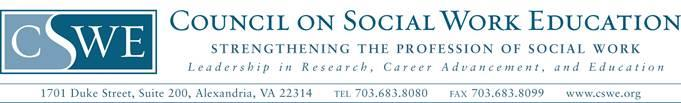 CSWE
COUNCIL ON SOCIAL WORK EDUCATION
STRENGTHENING THE PROFESSION OF SOCIAL WORK
Leadership in Research, Career Advancement, and Education
1701 Duke Street, Suite 200, Alexandria, VA 22314 TEL 703.683.8080 FAX 703.683.8099 www.cswe.org